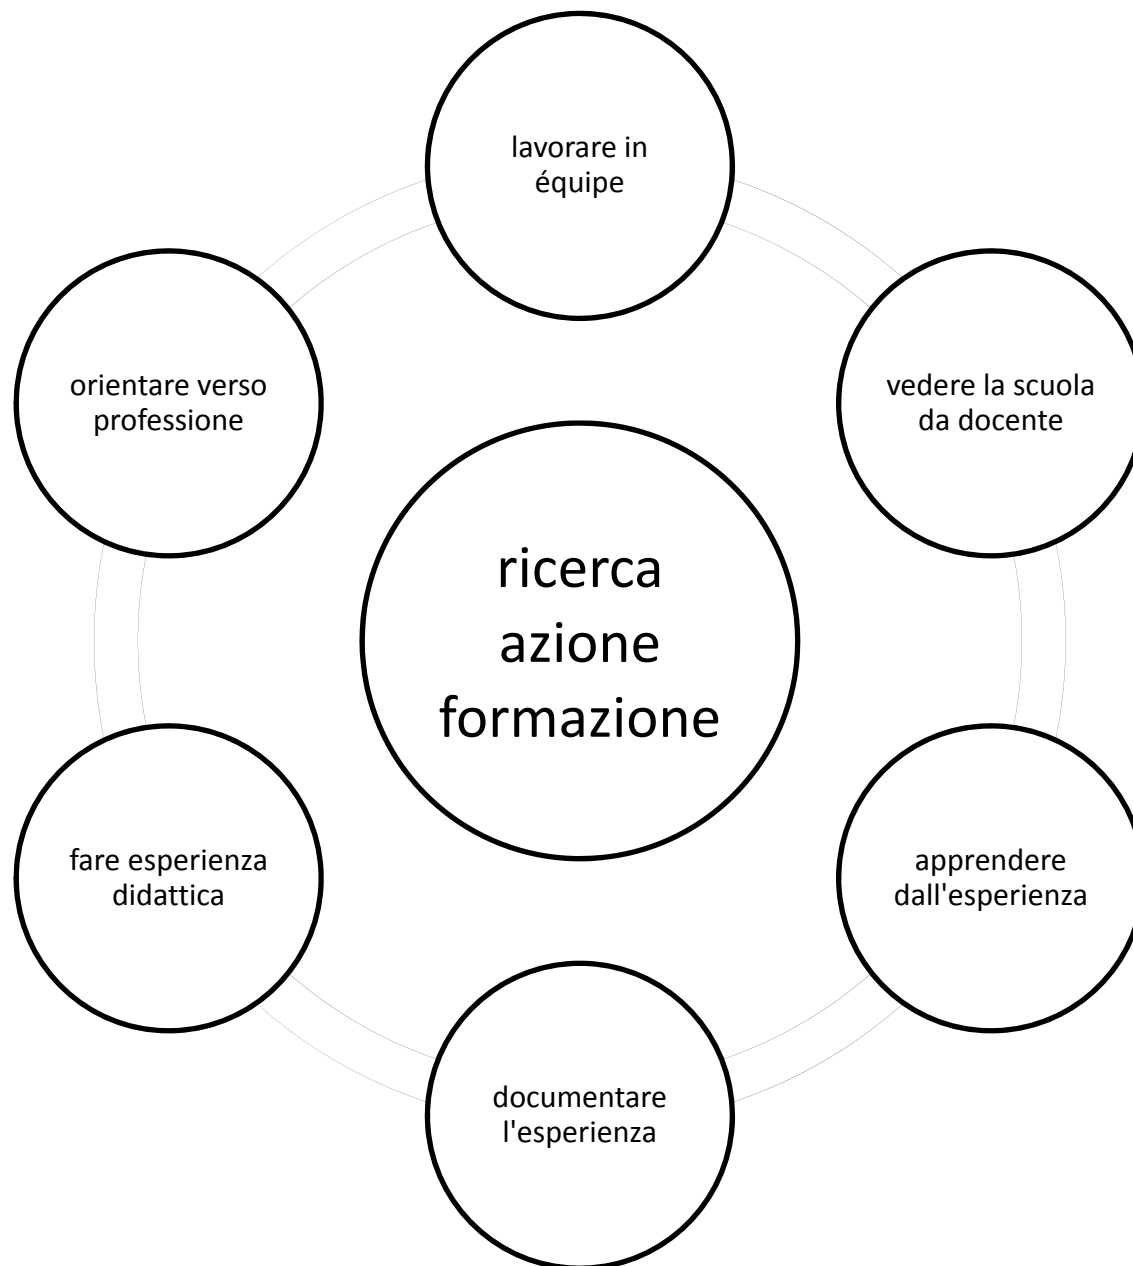 lavorare in
équipe
vedere la scuola
da docente
apprendere
dall'esperienza
documentare
l'esperienza
fare esperienza
didattica
orientare verso
professione
ricerca
azione
formazione